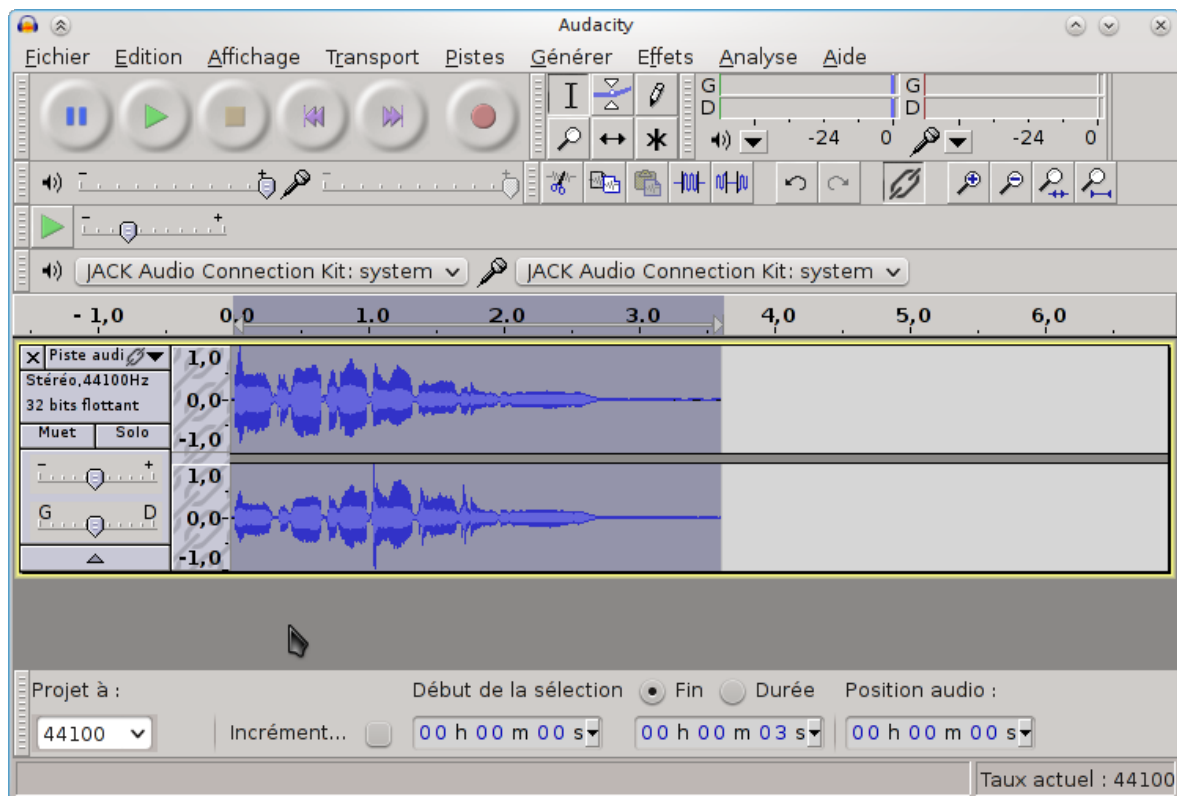 Audacity
Fichier Edition Affichage Transport Pistes Générer Effets Analyse Aide
G G
D D
-24 0 -24 0
- + - +
- +
JACK Audio Connection Kit: system JACK Audio Connection Kit: system
- 1,0 0,0 1.0 2.0 3.0 4,0 5,0 6,0
Piste audi 1,0
Stéréo,44100Hz
32 bits flottant 0,0-
Muet Solo -1,0
- + 1,0
G D 0,0-
-1,0
Projet à : Début de la sélection Fin Durée Position audio :
44100 Incrément... 00 h 00 m 00 s 00 h 00 m 03 s 00 h 00 m 00 s
Taux actuel : 44100